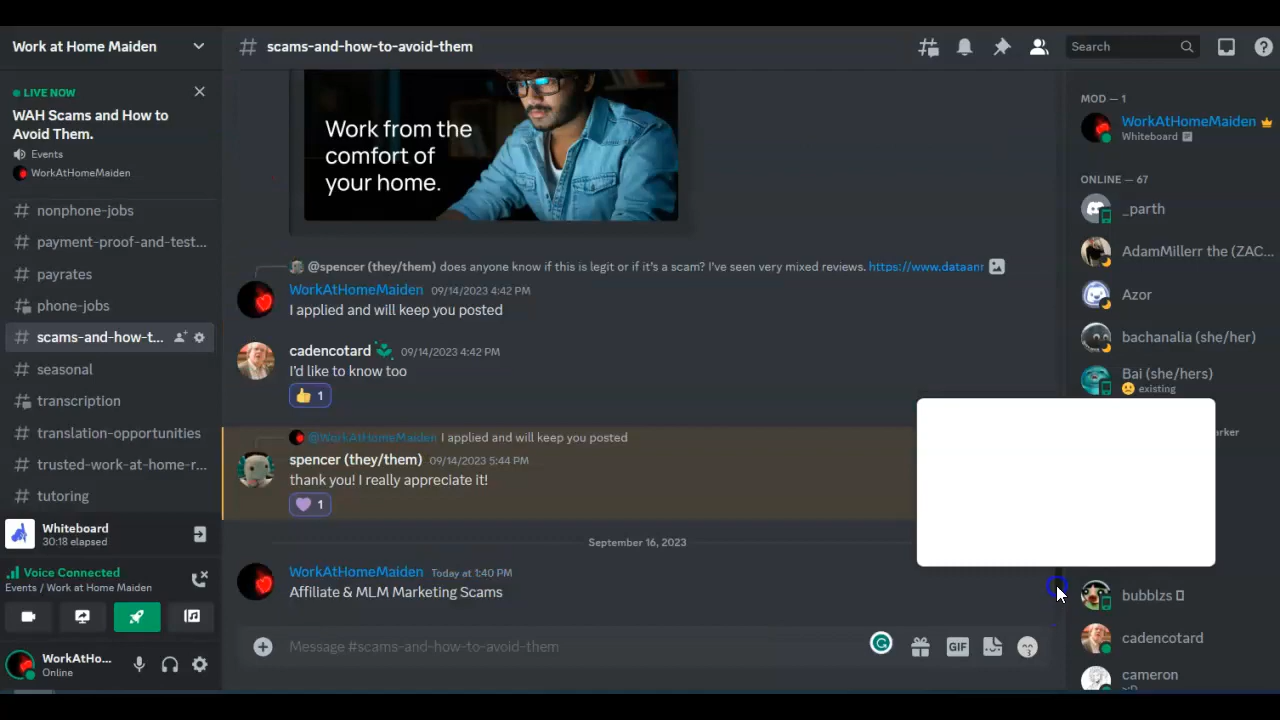 Work at Home Maiden
LIVE NOW
WAH Scams and How to
Avoid Them.
Events
WorkAtHomeMaiden
# nonphone-jobs
# payment-proof-and-test...
# payrates
# phone-jobs
# scams-and-how-t...
# seasonal
# transcription
# translation-opportunities
# trusted-work-at-home-r...
# tutoring
Whiteboard
30:18 elapsed
Voice Connected
Events / Work at Home Maiden
WorkAtHo...
Online
# scams-and-how-to-avoid-them
Search
Work from the
comfort of
your home.
@spencer (they/them) does anyone know if this is legit or if it's a scam? I've seen very mixed reviews. https://www.dataanr
WorkAtHomeMaiden 09/14/2023 4:42 PM
I applied and will keep you posted
cadencotard 09/14/2023 4:42 PM
I'd like to know too
👍 1
@WorkAtHomeMaiden I applied and will keep you posted
spencer (they/them) 09/14/2023 5:44 PM
thank you! I really appreciate it!
💜 1
September 16, 2023
WorkAtHomeMaiden Today at 1:40 PM
Affiliate & MLM Marketing Scams
Message #scams-and-how-to-avoid-them
GIF
MOD — 1
WorkAtHomeMaiden
Whiteboard
ONLINE — 67
_parth
AdamMillerr the (ZAC...
Azor
bachanalia (she/her)
Bai (she/hers)
existing
arker
bubblzs
cadencotard
cameron